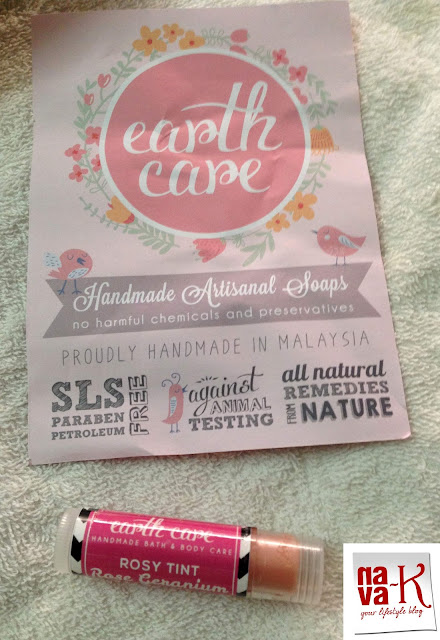 earth
care
Handmade Artisanal Soaps
no harmful chemicals and preservatives
PROUDLY HANDMADE IN MALAYSIA
SLS
PARABEN
PETROLEUM
FREE
against
ANIMAL
TESTING
all natural
REMEDIES
FROM NATURE
earth care
HANDMADE BATH & BODY CARE
ROSY TINT
Rose Geranium
na
va-K
your lifestyle blog